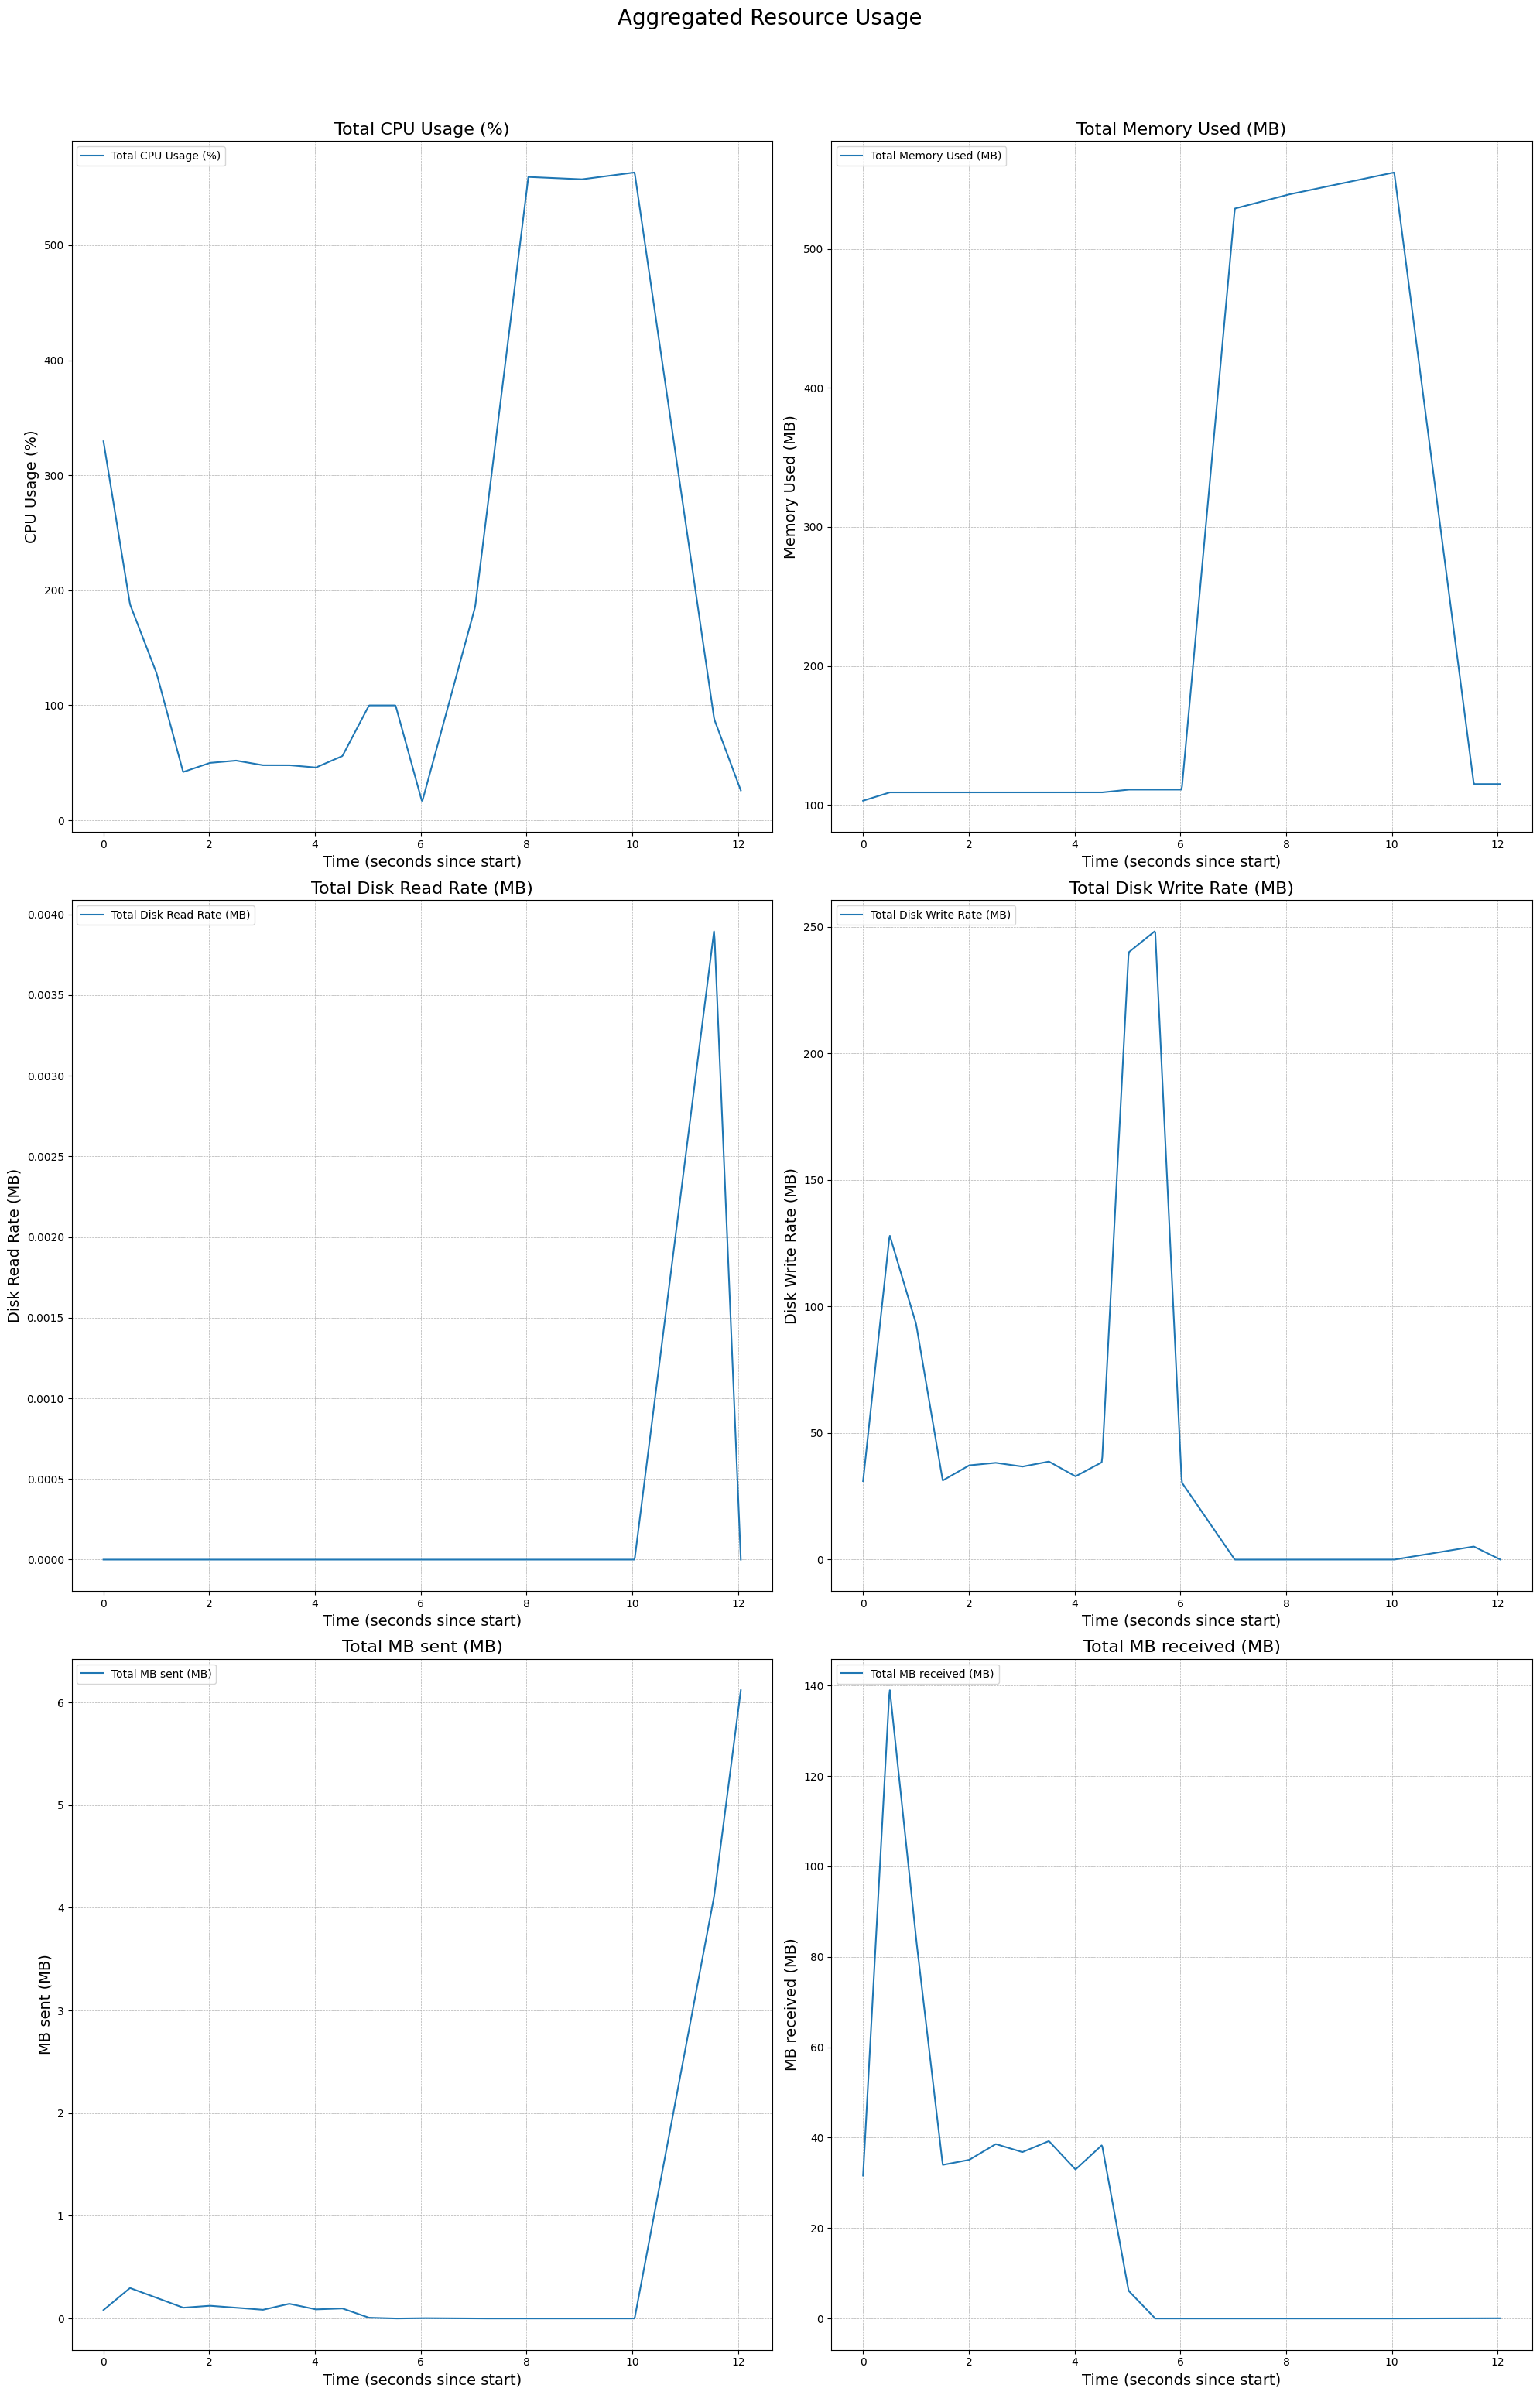 Aggregated Resource Usage
Total CPU Usage (%)
Total CPU Usage (%)
500
400
300
200
100
0
CPU Usage (%)
0 2 4 6 8 10 12
Time (seconds since start)
Total Memory Used (MB)
Total Memory Used (MB)
500
400
300
200
100
Memory Used (MB)
0 2 4 6 8 10 12
Time (seconds since start)
Total Disk Read Rate (MB)
Total Disk Read Rate (MB)
0.0040
0.0035
0.0030
0.0025
0.0020
0.0015
0.0010
0.0005
0.0000
Disk Read Rate (MB)
0 2 4 6 8 10 12
Time (seconds since start)
Total Disk Write Rate (MB)
Total Disk Write Rate (MB)
250
200
150
100
50
0
Disk Write Rate (MB)
0 2 4 6 8 10 12
Time (seconds since start)
Total MB sent (MB)
Total MB sent (MB)
6
5
4
3
2
1
0
MB sent (MB)
0 2 4 6 8 10 12
Time (seconds since start)
Total MB received (MB)
Total MB received (MB)
140
120
100
80
60
40
20
0
MB received (MB)
0 2 4 6 8 10 12
Time (seconds since start)